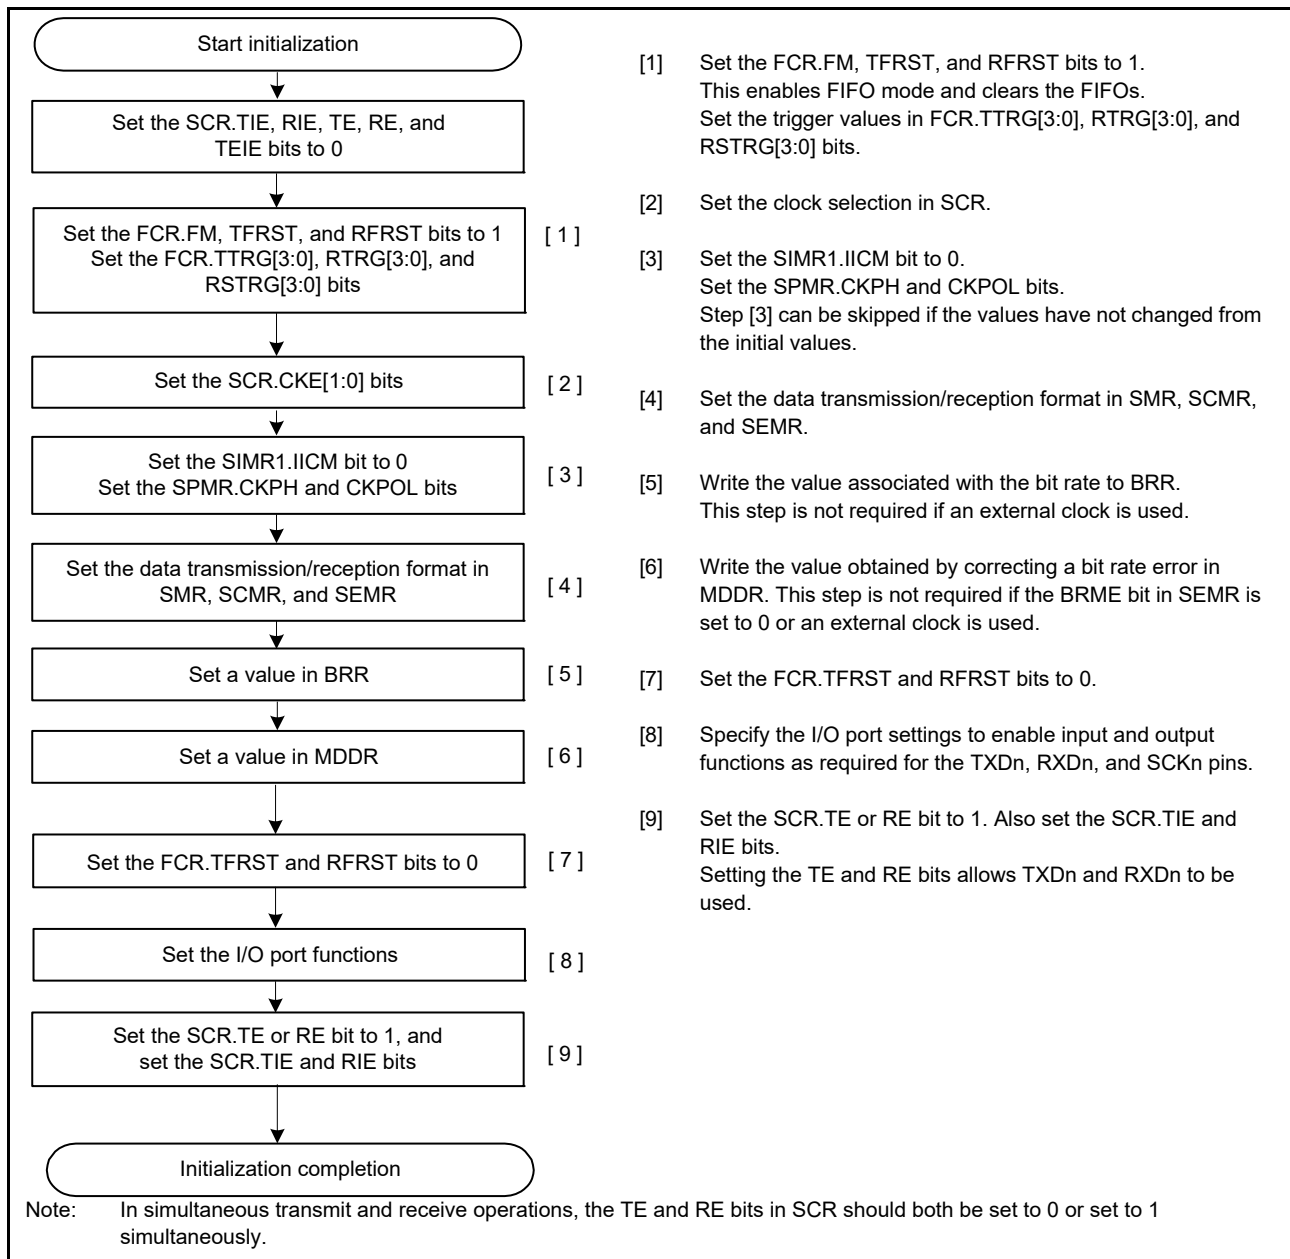 Start initialization
Set the SCR.TIE, RIE, TE, RE, and
TEIE bits to 0
Set the FCR.FM, TFRST, and RFRST bits to 1
Set the FCR.TTRG[3:0], RTRG[3:0], and
RSTRG[3:0] bits
[ 1 ]
Set the SCR.CKE[1:0] bits
[ 2 ]
Set the SIMR1.IICM bit to 0
Set the SPMR.CKPH and CKPOL bits
[ 3 ]
Set the data transmission/reception format in
SMR, SCMR, and SEMR
[ 4 ]
Set a value in BRR
[ 5 ]
Set a value in MDDR
[ 6 ]
Set the FCR.TFRST and RFRST bits to 0
[ 7 ]
Set the I/O port functions
[ 8 ]
Set the SCR.TE or RE bit to 1, and
set the SCR.TIE and RIE bits
[ 9 ]
Initialization completion
[1] Set the FCR.FM, TFRST, and RFRST bits to 1.
This enables FIFO mode and clears the FIFOs.
Set the trigger values in FCR.TTRG[3:0], RTRG[3:0], and
RSTRG[3:0] bits.
[2] Set the clock selection in SCR.
[3] Set the SIMR1.IICM bit to 0.
Set the SPMR.CKPH and CKPOL bits.
Step [3] can be skipped if the values have not changed from
the initial values.
[4] Set the data transmission/reception format in SMR, SCMR,
and SEMR.
[5] Write the value associated with the bit rate to BRR.
This step is not required if an external clock is used.
[6] Write the value obtained by correcting a bit rate error in
MDDR. This step is not required if the BRME bit in SEMR is
set to 0 or an external clock is used.
[7] Set the FCR.TFRST and RFRST bits to 0.
[8] Specify the I/O port settings to enable input and output
functions as required for the TXDn, RXDn, and SCKn pins.
[9] Set the SCR.TE or RE bit to 1. Also set the SCR.TIE and
RIE bits.
Setting the TE and RE bits allows TXDn and RXDn to be
used.
Note: In simultaneous transmit and receive operations, the TE and RE bits in SCR should both be set to 0 or set to 1
simultaneously.